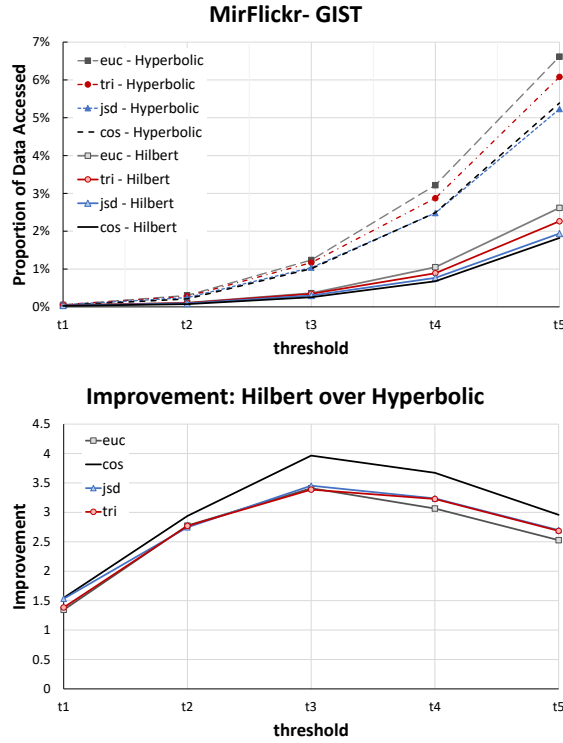 MirFlickr- GIST
7%
6%
5%
4%
3%
2%
1%
0%
Proportion of Data Accessed
euc - Hyperbolic
tri - Hyperbolic
jsd - Hyperbolic
cos - Hyperbolic
euc - Hilbert
tri - Hilbert
jsd - Hilbert
cos - Hilbert
t1 t2 t3 t4 t5
threshold
Improvement: Hilbert over Hyperbolic
4.5
4
3.5
3
2.5
2
1.5
1
0.5
0
Improvement
euc
cos
jsd
tri
t1 t2 t3 t4 t5
threshold